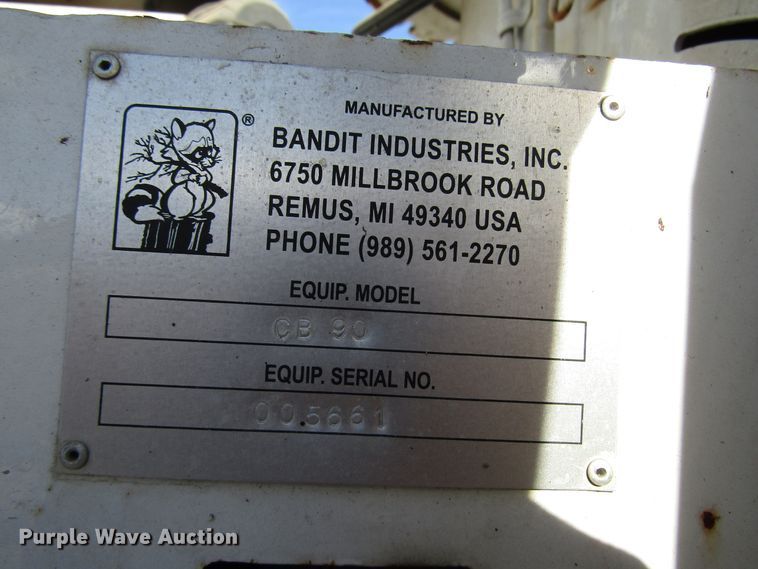 ®
MANUFACTURED BY
BANDIT INDUSTRIES, INC.
6750 MILLBROOK ROAD
REMUS, MI 49340 USA
PHONE (989) 561-2270
EQUIP. MODEL
CB 90
EQUIP. SERIAL NO.
005661
Purple Wave Auction®